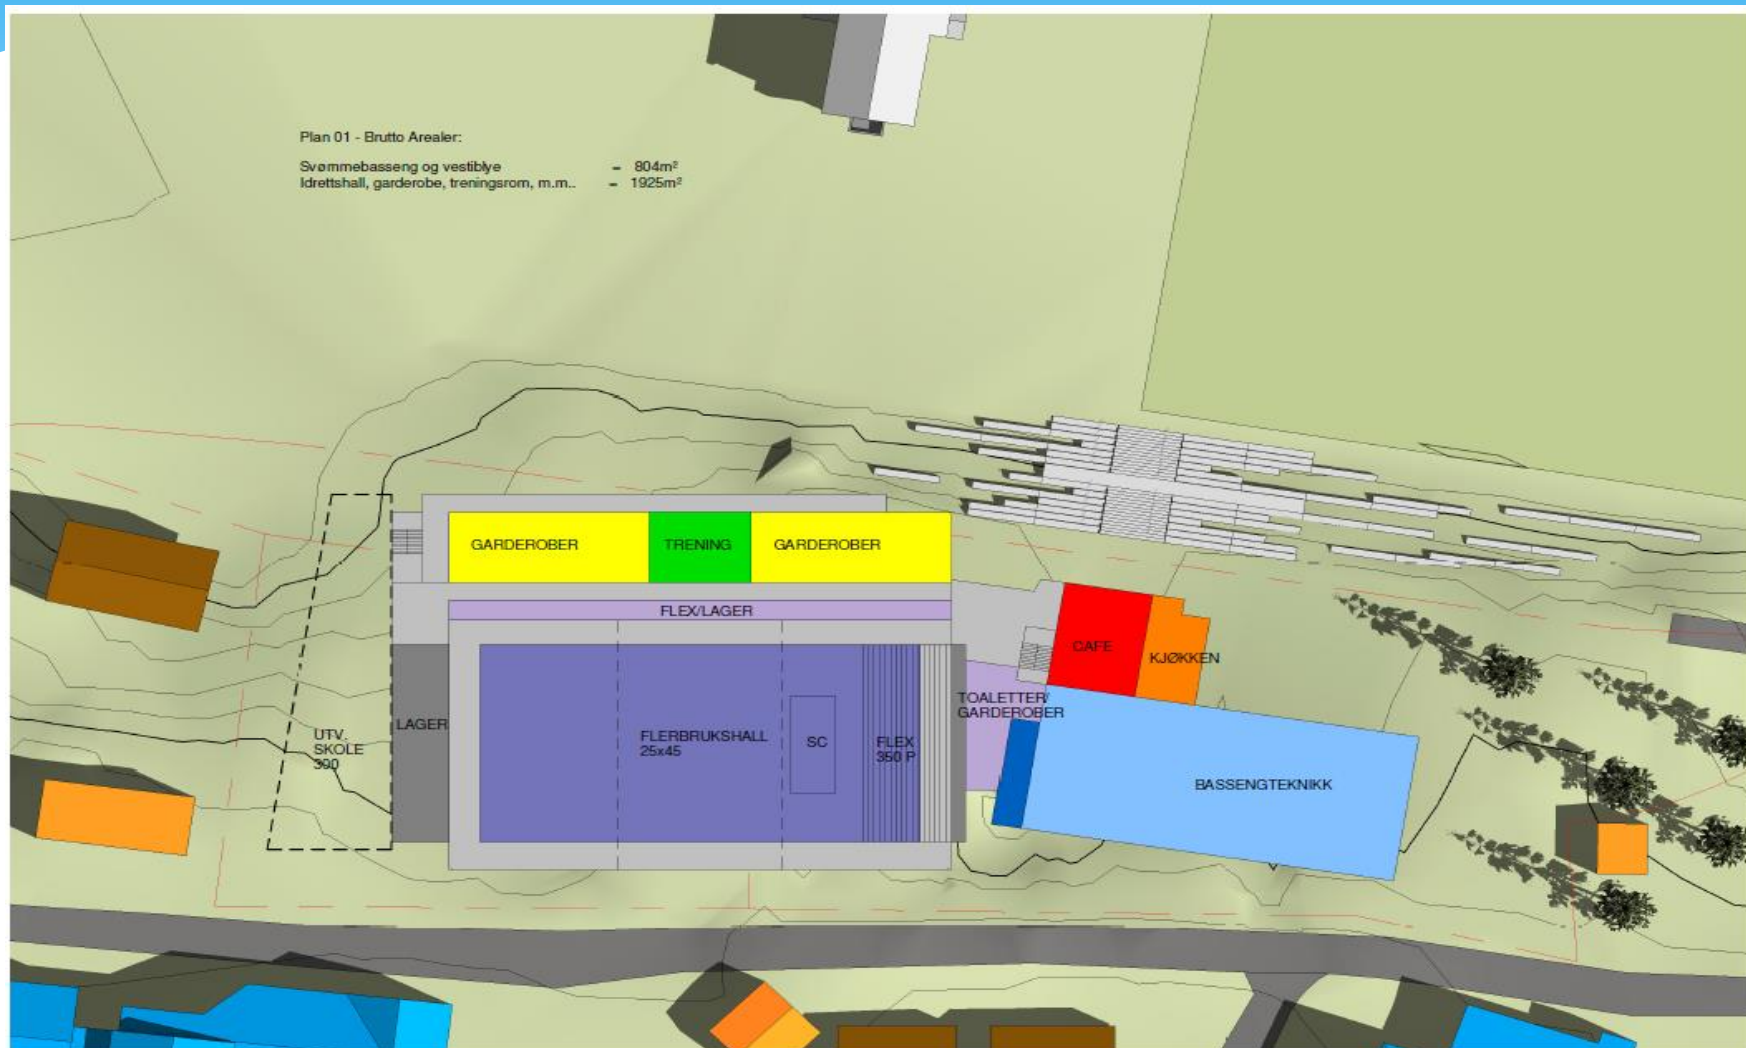 Plan 01 - Brutto Arealer:
Svømmebasseng og vestiblye = 804m²
Idrettshall, garderobe, treningsrom, m.m.. = 1925m²
GARDEROBER
TRENING
GARDEROBER
FLEX/LAGER
CAFE
KJØKKEN
TOALETTER/
GARDEROBER
LAGER
UTV.
SKOLE
300
FLERBRUKSHALL
25x45
SC
FLEX
350 P
BASSENGTEKNIKK